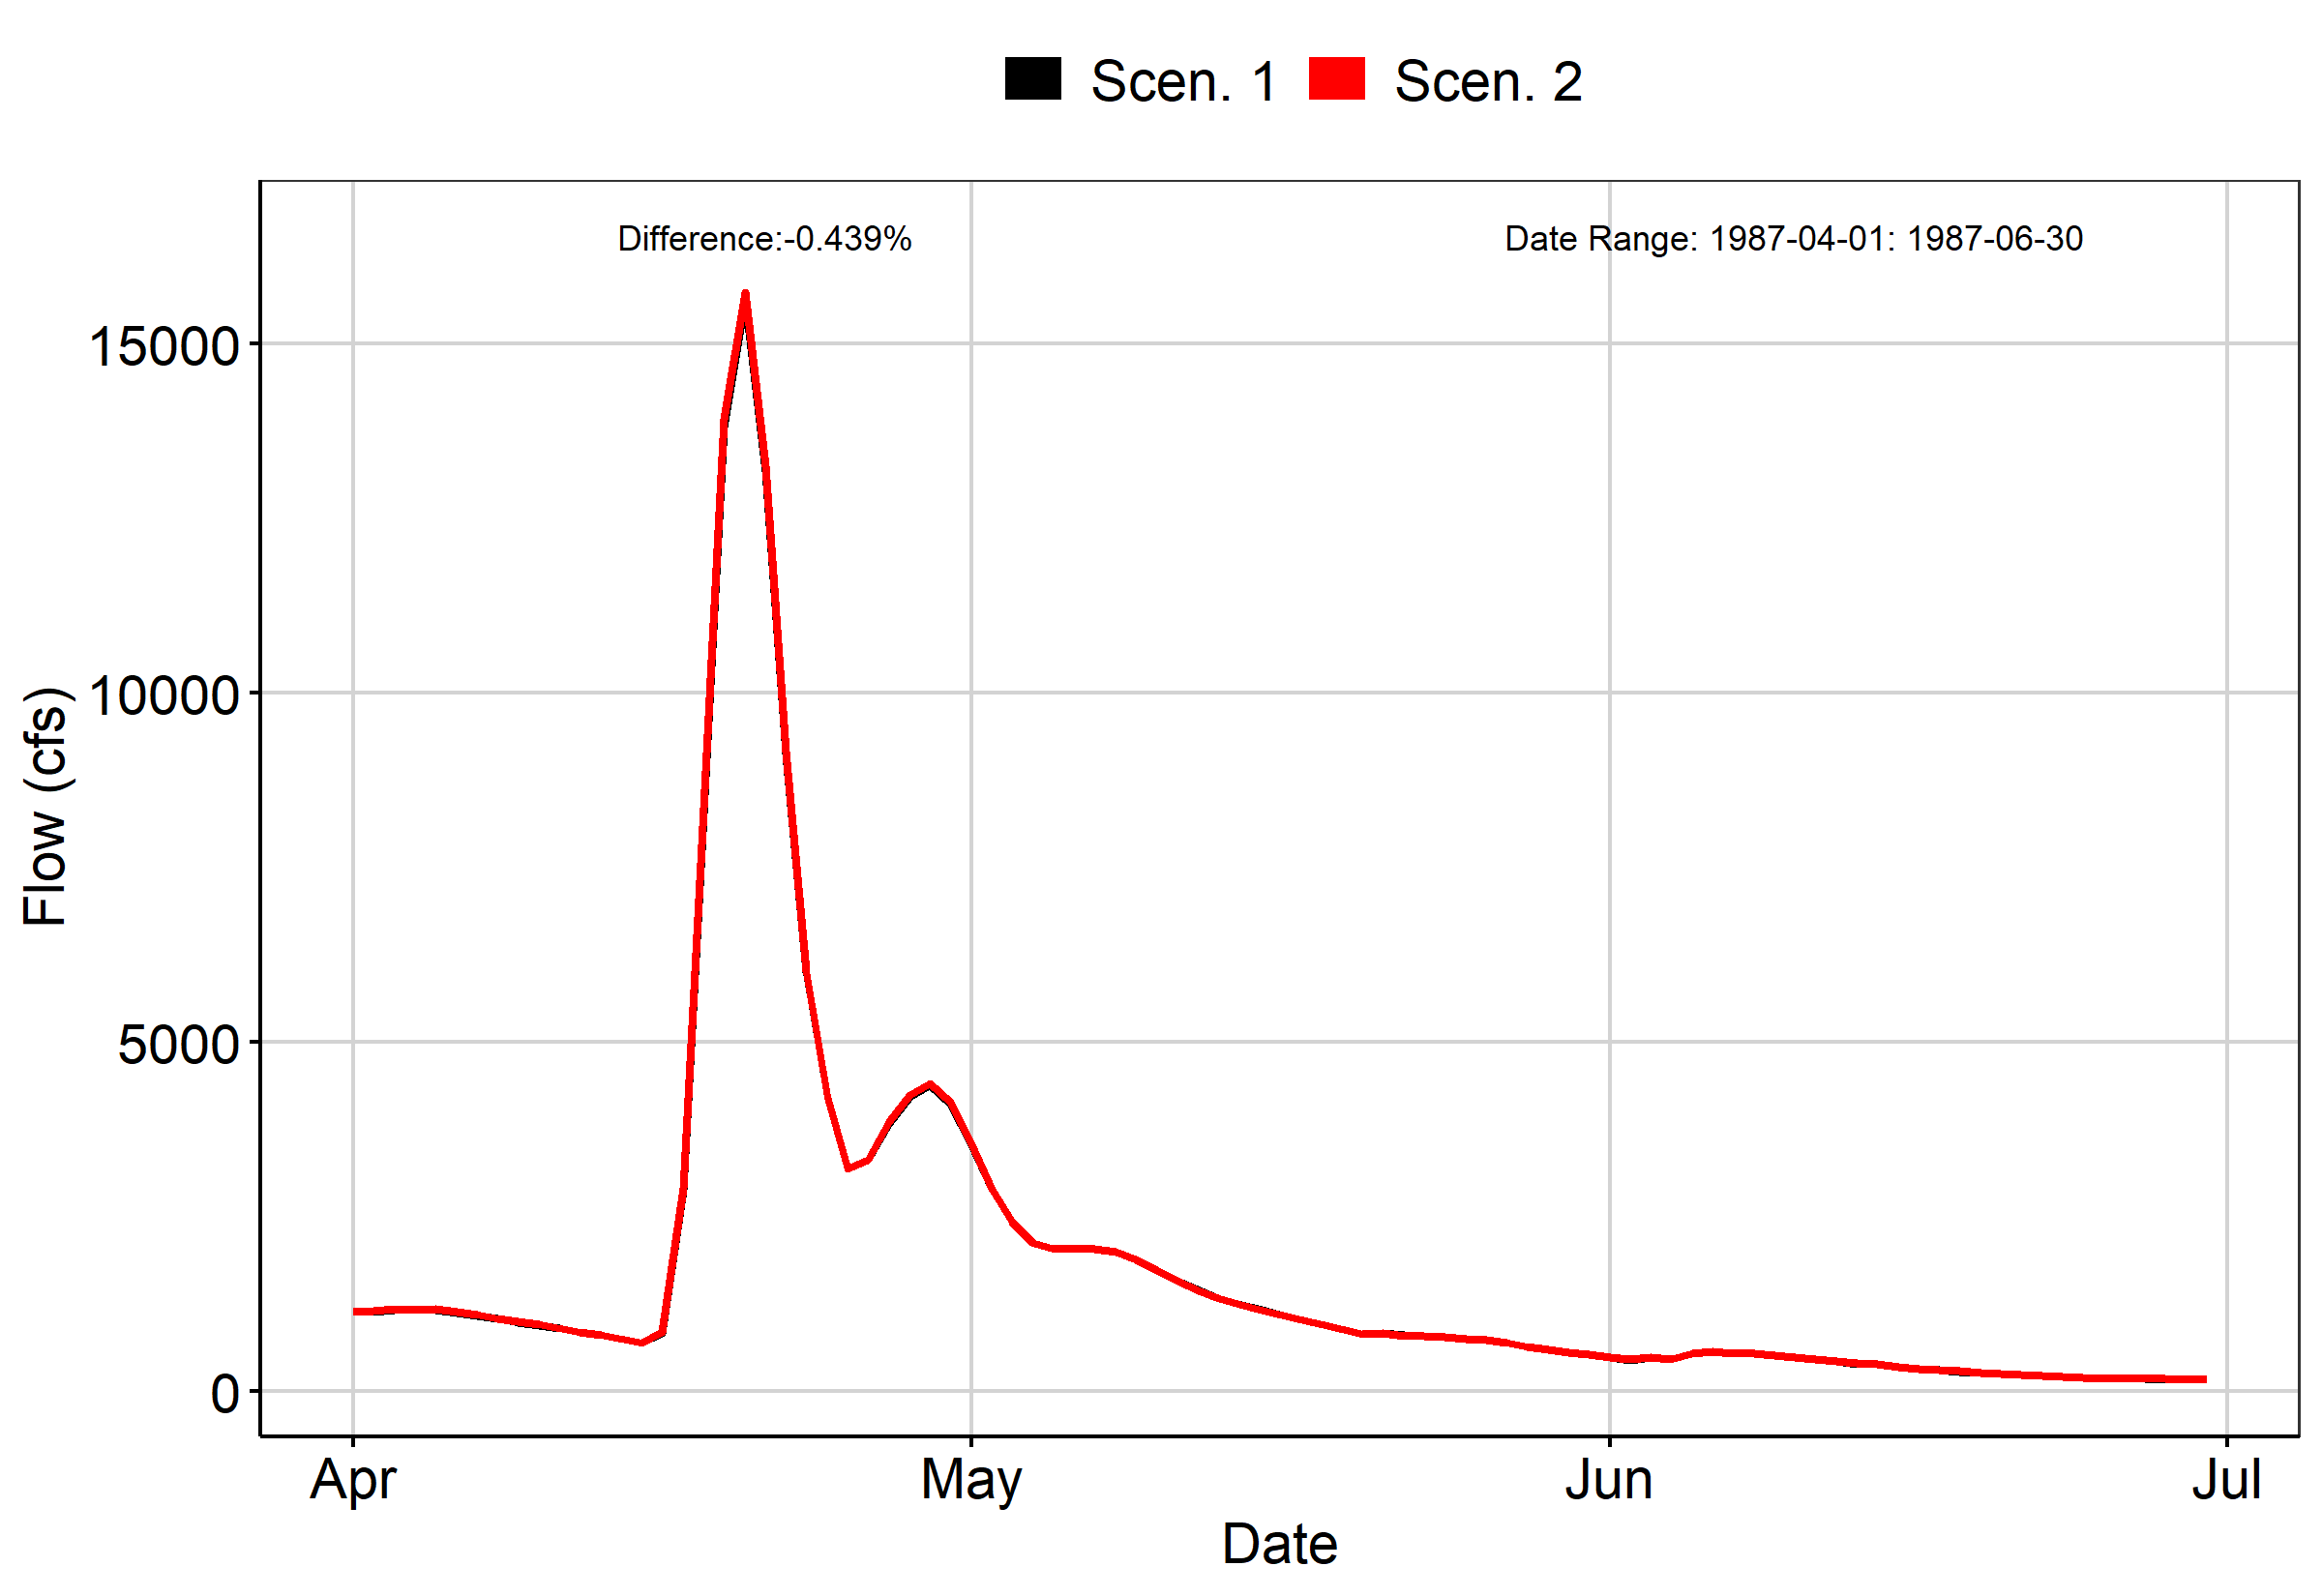 Scen. 1 Scen. 2
Difference:-0.439% Date Range: 1987-04-01: 1987-06-30
15000
10000
5000
0
Flow (cfs)
Apr May Jun Jul
Date